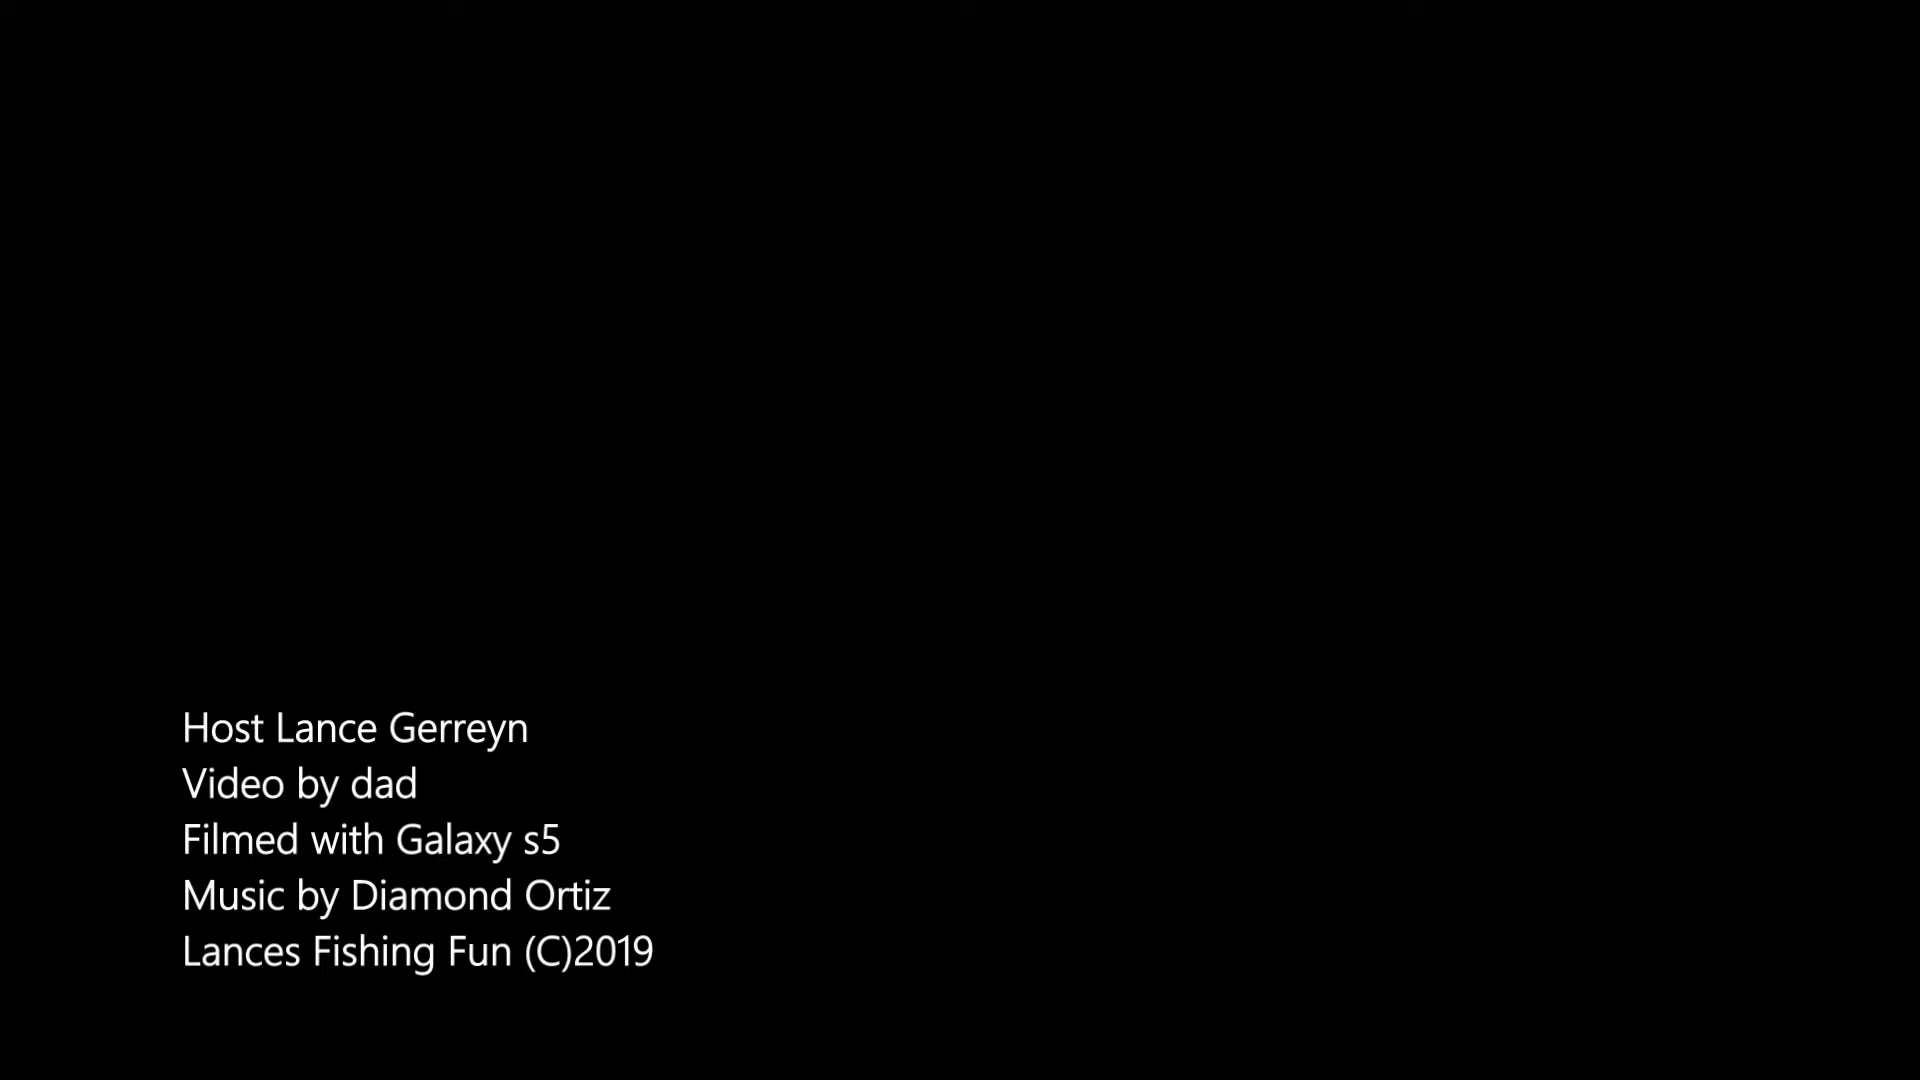 Host Lance Gerreyn
Video by dad
Filmed with Galaxy s5
Music by Diamond Ortiz
Lances Fishing Fun (C)2019